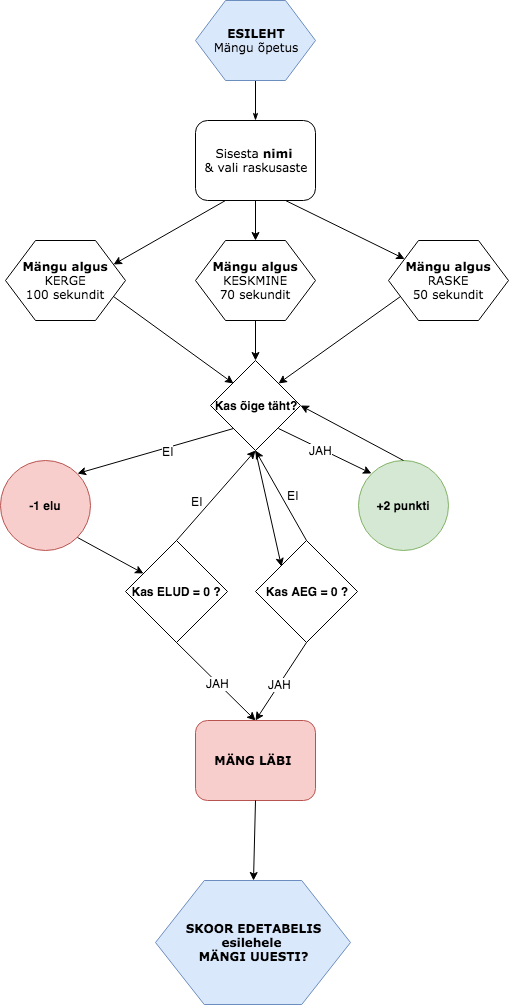 ESILEHT
Mängu õpetus
Sisesta nimi
& vali raskusaste
Mängu algus
KERGE
100 sekundit
Mängu algus
KESKMINE
70 sekundit
Mängu algus
RASKE
50 sekundit
Kas õige täht?
EI
JAH
-1 elu
EI
EI
+2 punkti
Kas ELUD = 0 ?
Kas AEG = 0 ?
JAH
JAH
MÄNG LÄBI
SKOOR EDETABELIS
esilehele
MÄNGI UUESTI?